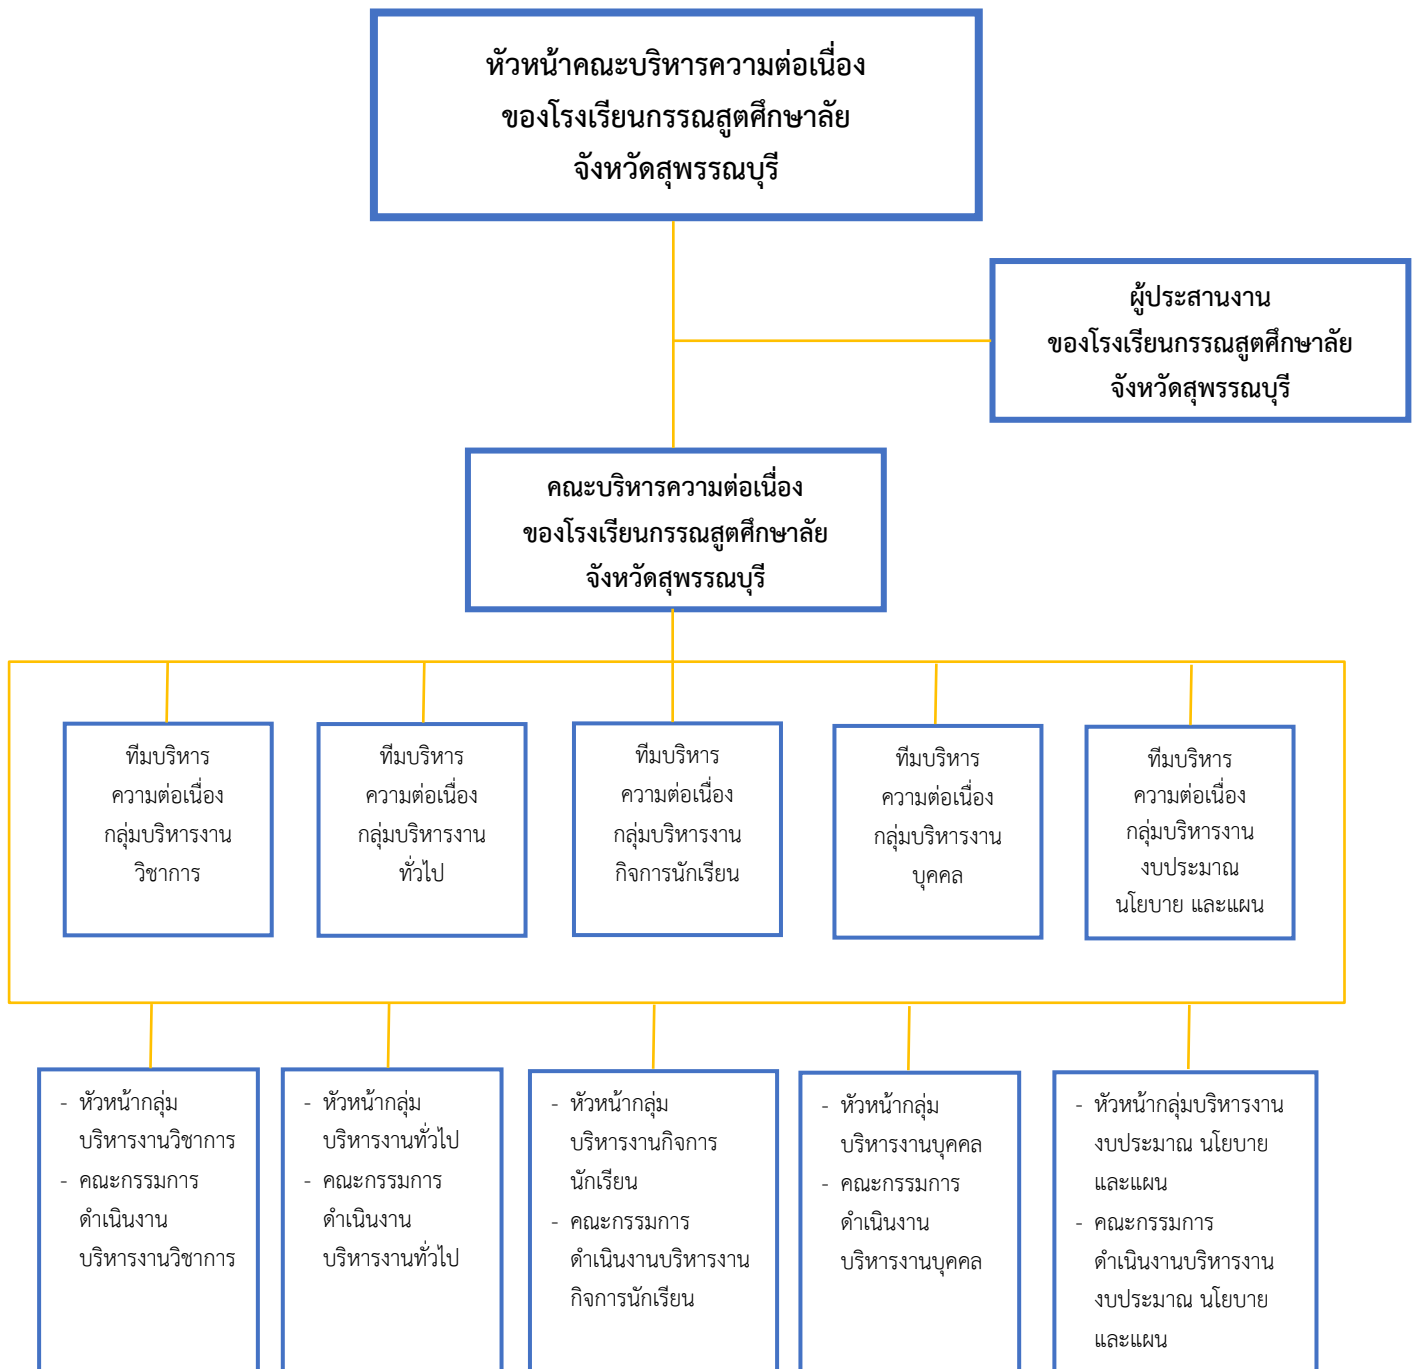 หัวหน้าคณะบริหารความต่อเนื่อง
ของโรงเรียนกรรณสูตศึกษาลัย
จังหวัดสุพรรณบุรี
ผู้ประสานงาน
ของโรงเรียนกรรณสูตศึกษาลัย
จังหวัดสุพรรณบุรี
คณะบริหารความต่อเนื่อง
ของโรงเรียนกรรณสูตศึกษาลัย
จังหวัดสุพรรณบุรี
ทีมบริหาร
ความต่อเนื่อง
กลุ่มบริหารงาน
วิชาการ
ทีมบริหาร
ความต่อเนื่อง
กลุ่มบริหารงาน
ทั่วไป
ทีมบริหาร
ความต่อเนื่อง
กลุ่มบริหารงาน
กิจการนักเรียน
ทีมบริหาร
ความต่อเนื่อง
กลุ่มบริหารงาน
บุคคล
ทีมบริหาร
ความต่อเนื่อง
กลุ่มบริหารงาน
งบประมาณ
นโยบาย และแผน
- หัวหน้ากลุ่ม
บริหารงานวิชาการ
- คณะกรรมการ
ดำเนินงาน
บริหารงานวิชาการ
- หัวหน้ากลุ่ม
บริหารงานทั่วไป
- คณะกรรมการ
ดำเนินงาน
บริหารงานทั่วไป
- หัวหน้ากลุ่ม
บริหารงานกิจการ
นักเรียน
- คณะกรรมการ
ดำเนินงานบริหารงาน
กิจการนักเรียน
- หัวหน้ากลุ่ม
บริหารงานบุคคล
- คณะกรรมการ
ดำเนินงาน
บริหารงานบุคคล
- หัวหน้ากลุ่มบริหารงาน
งบประมาณ นโยบาย
และแผน
- คณะกรรมการ
ดำเนินงานบริหารงาน
งบประมาณ นโยบาย
และแผน